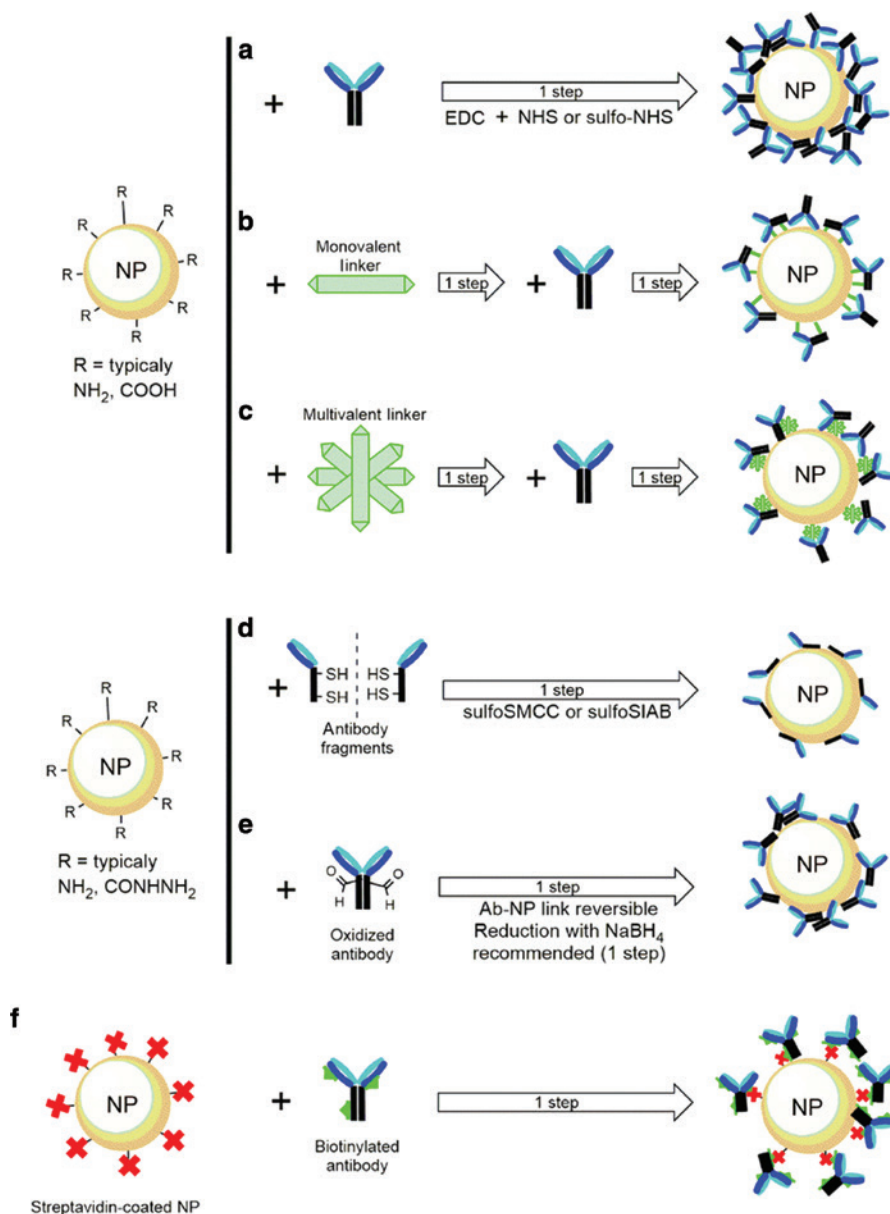 a
+
1 step
EDC + NHS or sulfo-NHS
NP
R
R
R
R
R
R
R
R
R
NP
R = typicaly
NH₂, COOH
b
+
Monovalent
linker
1 step
+
1 step
NP
c
+
Multivalent linker
1 step
+
1 step
NP
d
+
SH
HS
SH
HS
Antibody
fragments
1 step
sulfoSMCC or sulfoSIAB
NP
R
R
R
R
R
R
R
R
R
NP
R = typicaly
NH₂, CONHNH₂
e
+
O
O
H
H
Oxidized
antibody
1 step
Ab-NP link reversible
Reduction with NaBH₄
recommended (1 step)
NP
f
NP
Streptavidin-coated NP
+
Biotinylated
antibody
1 step
NP